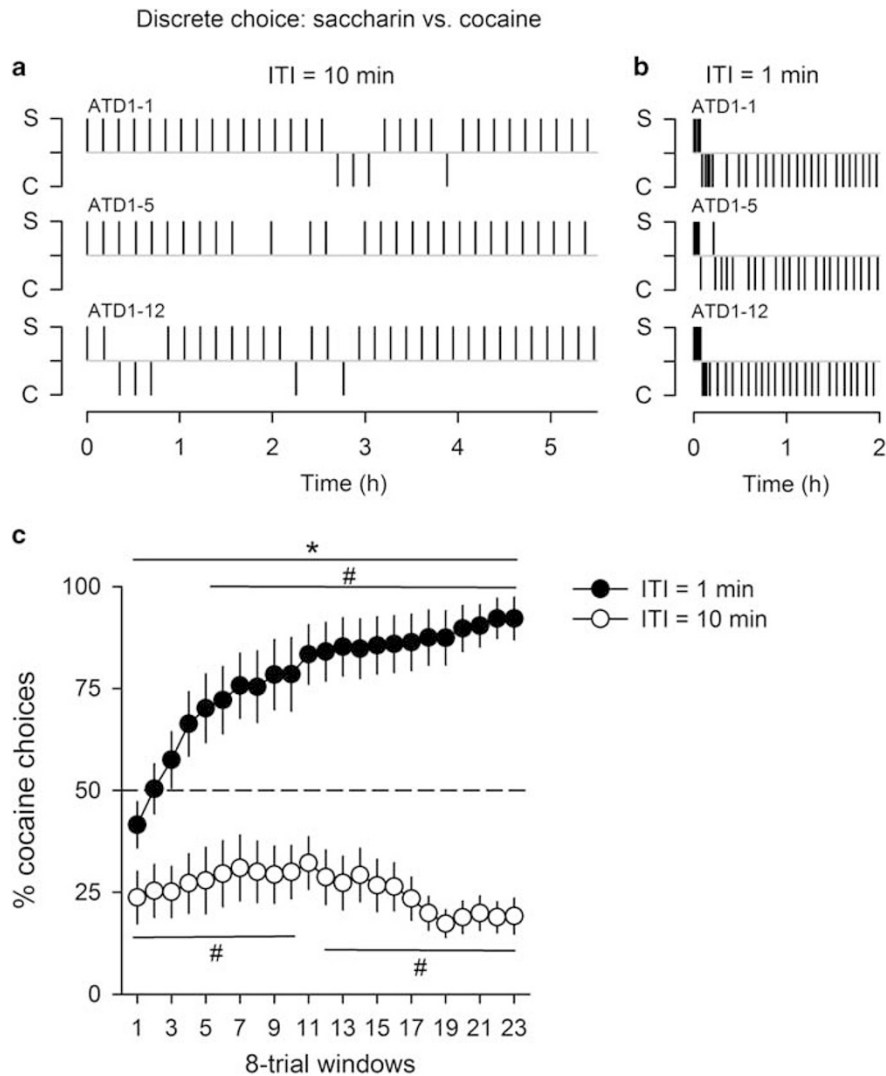 Discrete choice: saccharin vs. cocaine
a
ITI = 10 min
ATD1-1
S
C
ATD1-5
S
C
ATD1-12
S
C
0 1 2 3 4 5
Time (h)
b
ITI = 1 min
ATD1-1
S
C
ATD1-5
S
C
ATD1-12
S
C
0 1 2
Time (h)
c
*
#
100
75
50
25
0
% cocaine choices
#
#
1 3 5 7 9 11 13 15 17 19 21 23
8-trial windows
ITI = 1 min
ITI = 10 min